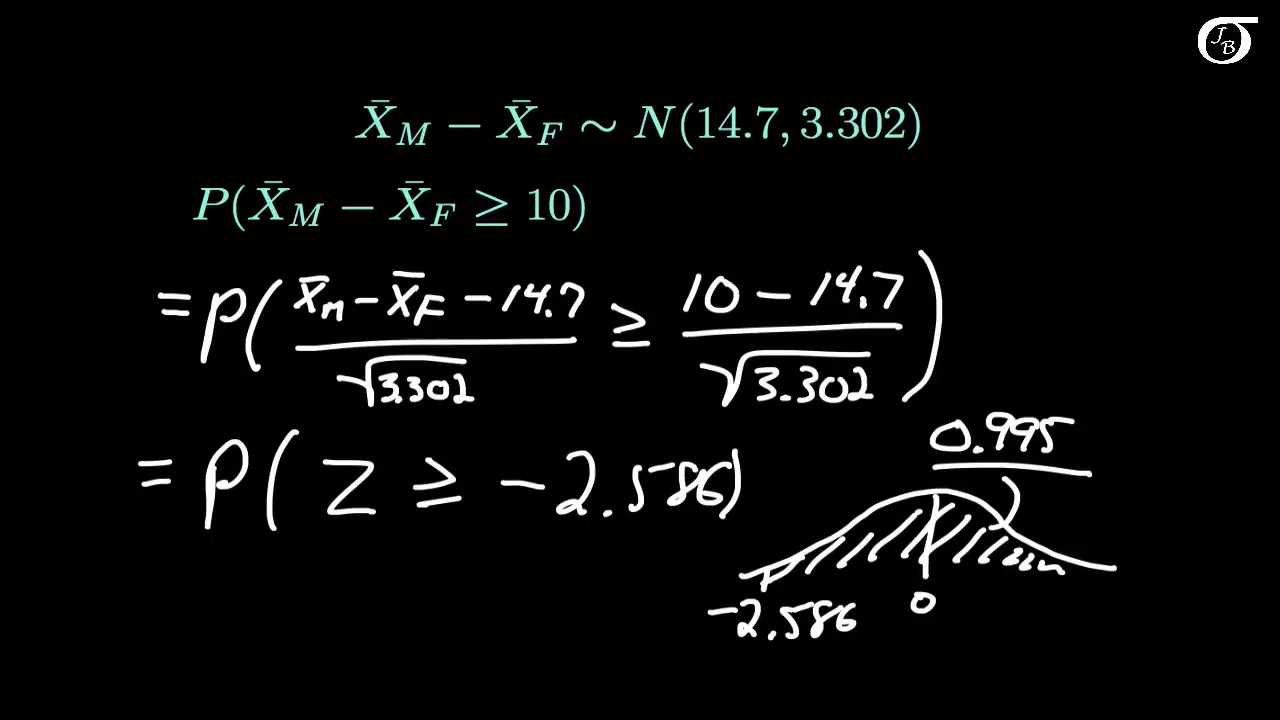 J B
X̄_M − X̄_F ∼ N(14.7, 3.302)
P(X̄_M − X̄_F ≥ 10)
= P( (x̄_m − x̄_F − 14.7) / √3.302 ≥ (10 − 14.7) / √3.302 )
= P( Z ≥ −2.586)
0.995
−2.586 0